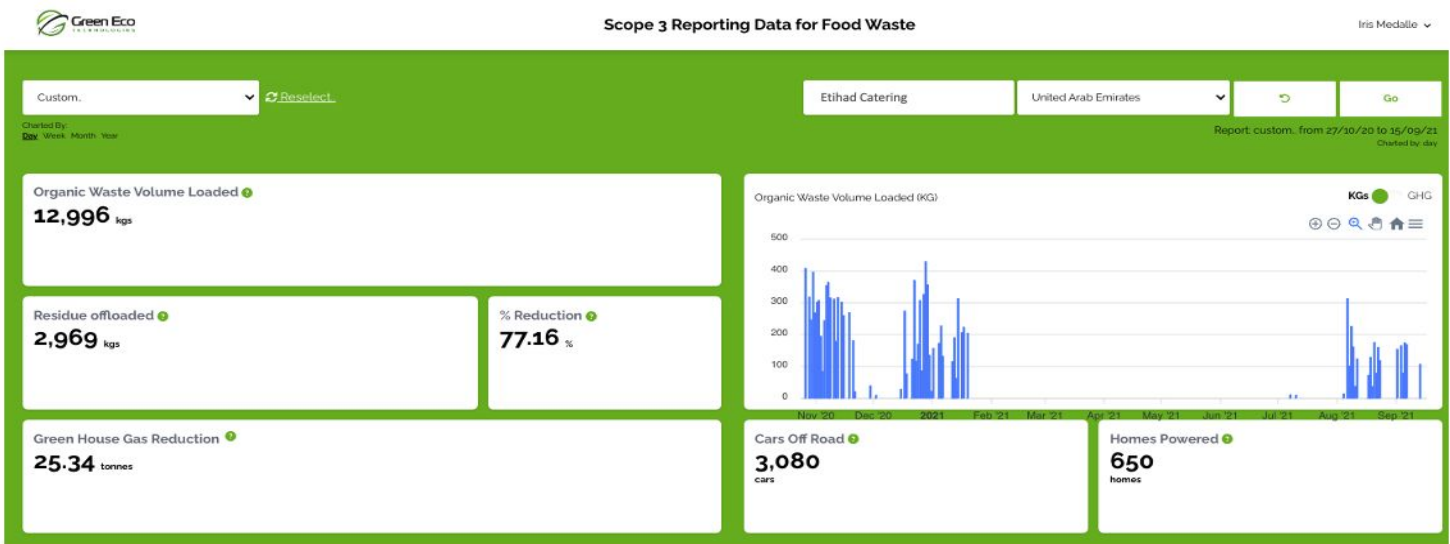 Green Eco
TECHNOLOGIES
Scope 3 Reporting Data for Food Waste
Iris Medalle
Custom..
Reselect..
Etihad Catering
United Arab Emirates
Go
Charted By:
Day Week Month Year
Report: custom.. from 27/10/20 to 15/09/21
Charted by: day
Organic Waste Volume Loaded ?
12,996 kgs
Residue offloaded ?
2,969 kgs
% Reduction ?
77.16 %
Green House Gas Reduction ?
25.34 tonnes
Organic Waste Volume Loaded (KG)
KGs GHG
500
400
300
200
100
0
Nov '20 Dec '20 2021 Feb '21 Mar '21 Apr '21 May '21 Jun '21 Jul '21 Aug '21 Sep '21
Cars Off Road ?
3,080
cars
Homes Powered ?
650
homes